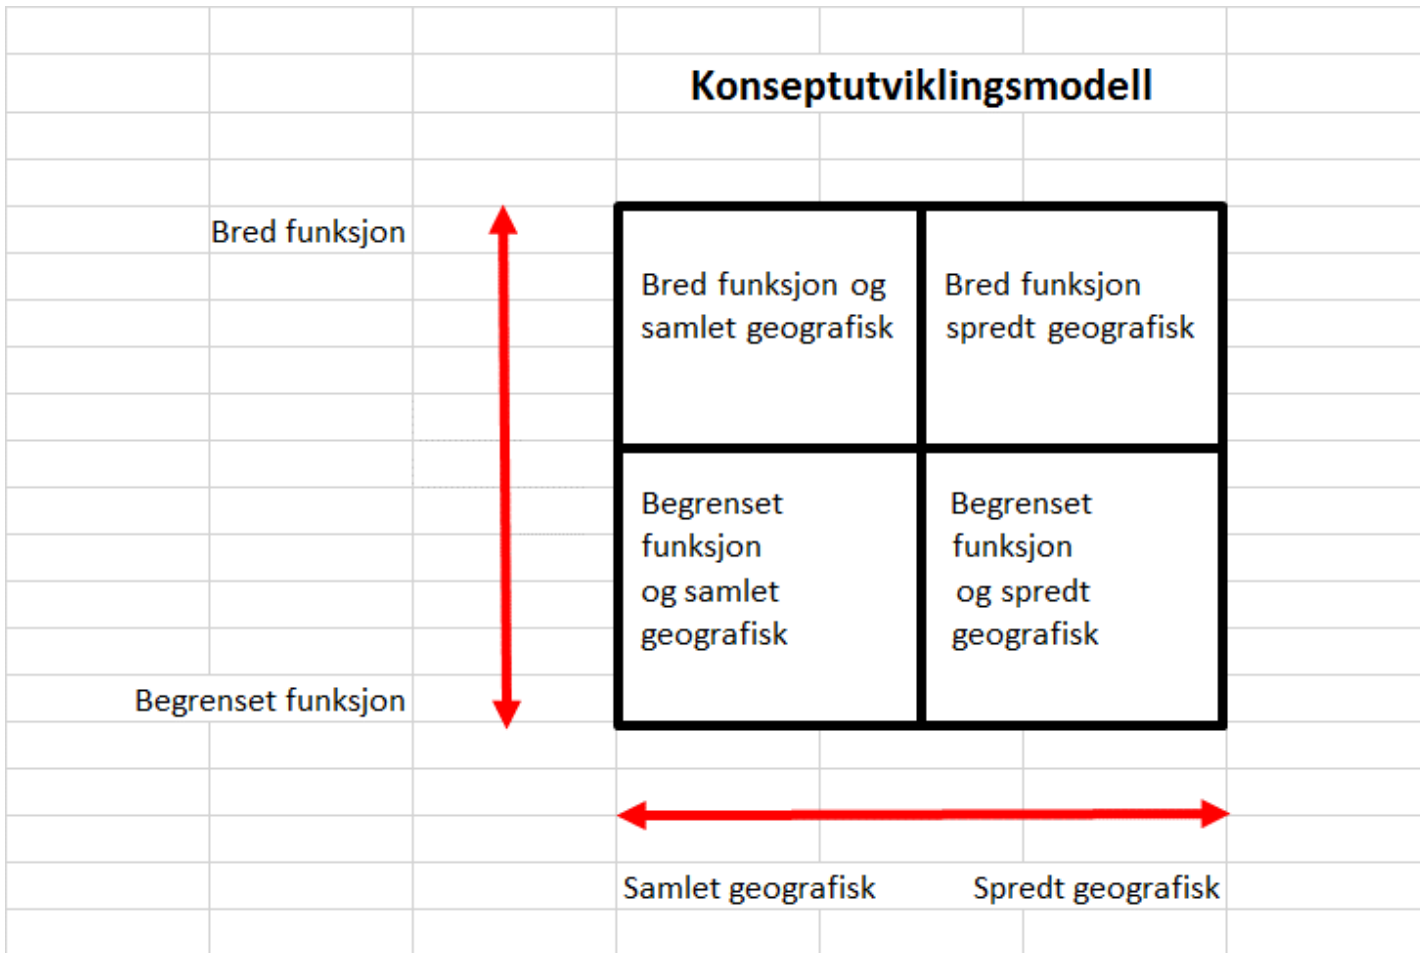 Konseptutviklingsmodell
Bred funksjon
Bred funksjon og
samlet geografisk
Bred funksjon
spredt geografisk
Begrenset
funksjon
og samlet
geografisk
Begrenset
funksjon
og spredt
geografisk
Begrenset funksjon
Samlet geografisk
Spredt geografisk